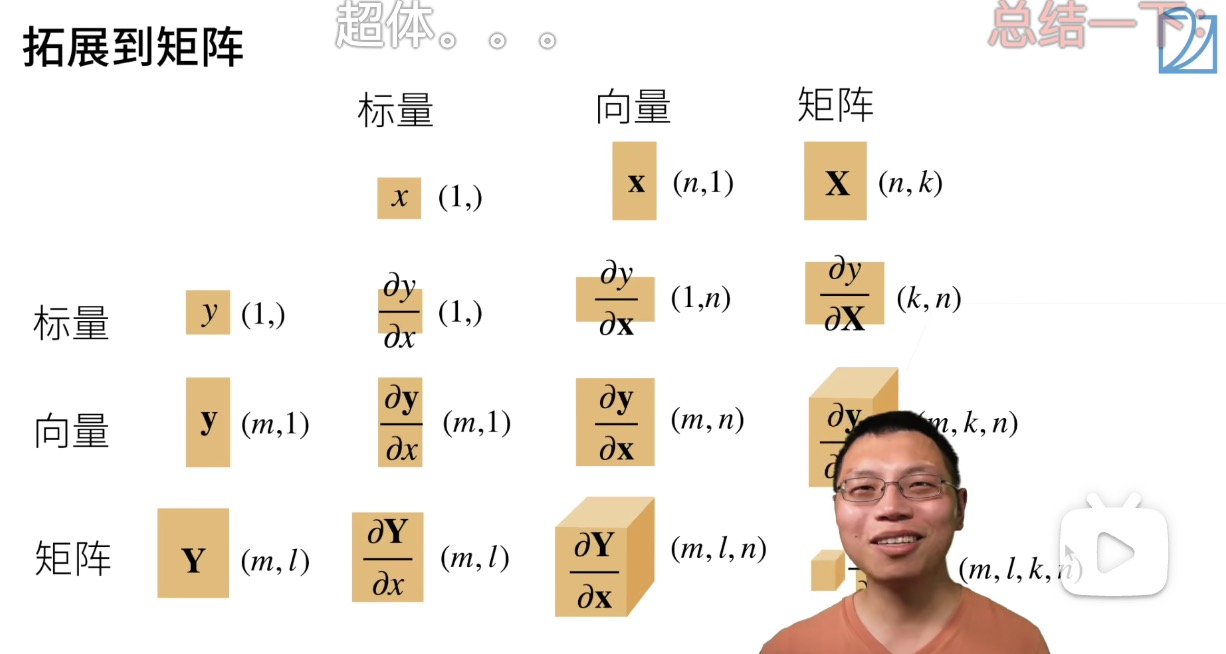 超体。。。
总结一下：
拓展到矩阵
标量 向量 矩阵
x (1,) x (n,1) X (n, k)
标量 y (1,) ∂y/∂x (1,) ∂y/∂x (1,n) ∂y/∂X (k, n)
向量 y (m,1) ∂y/∂x (m,1) ∂y/∂x (m, n) ∂y (m, k, n)
矩阵 Y (m, l) ∂Y/∂x (m, l) ∂Y/∂x (m, l, n) (m, l, k, n)